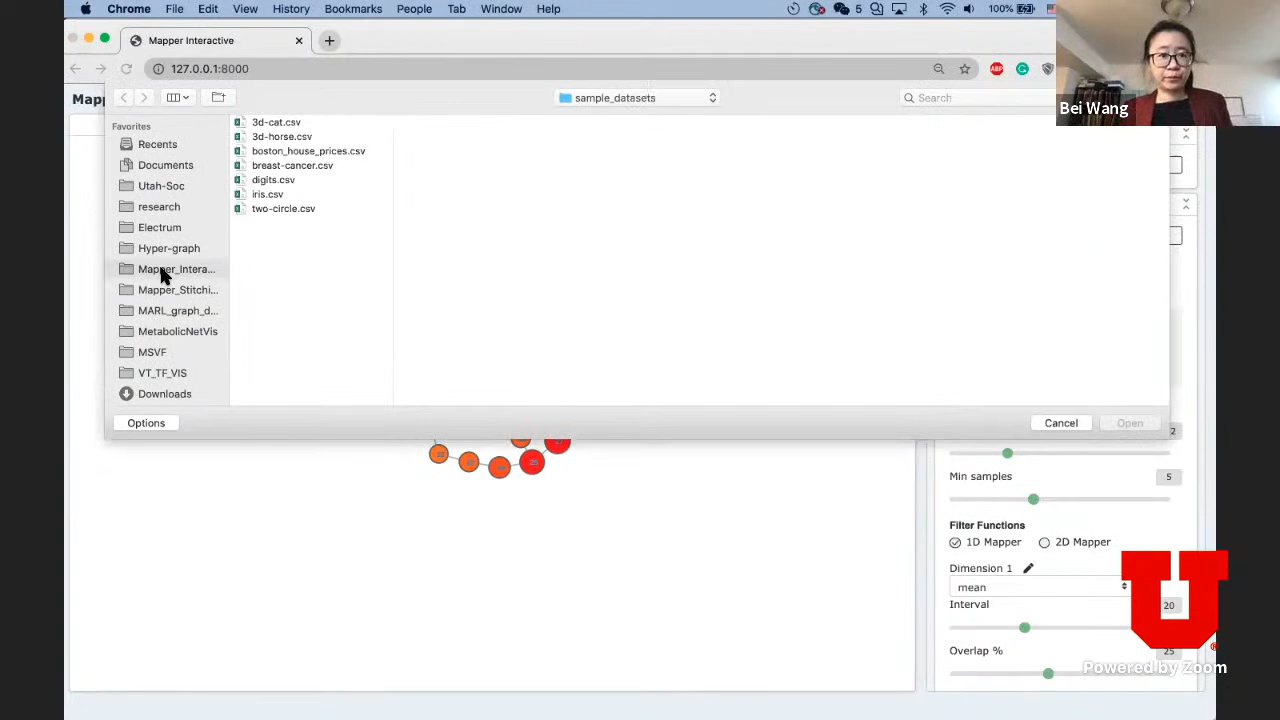 Chrome File Edit View History Bookmarks People Tab Window Help 5 100%
Mapper Interactive
127.0.0.1:8000 ABP
Bei Wang
Mapp
sample_datasets
Search
Favorites
Recents
Documents
Utah-Soc
research
Electrum
Hyper-graph
Mapper_Intera...
Mapper_Stitchi...
MARL_graph_d...
MetabolicNetVis
MSVF
VT_TF_VIS
Downloads
3d-cat.csv
3d-horse.csv
boston_house_prices.csv
breast-cancer.csv
digits.csv
iris.csv
two-circle.csv
Options
Cancel
Open
2
Min samples 5
Filter Functions
1D Mapper 2D Mapper
Dimension 1
mean
Interval 20
Overlap % 25
U®
Powered by Zoom